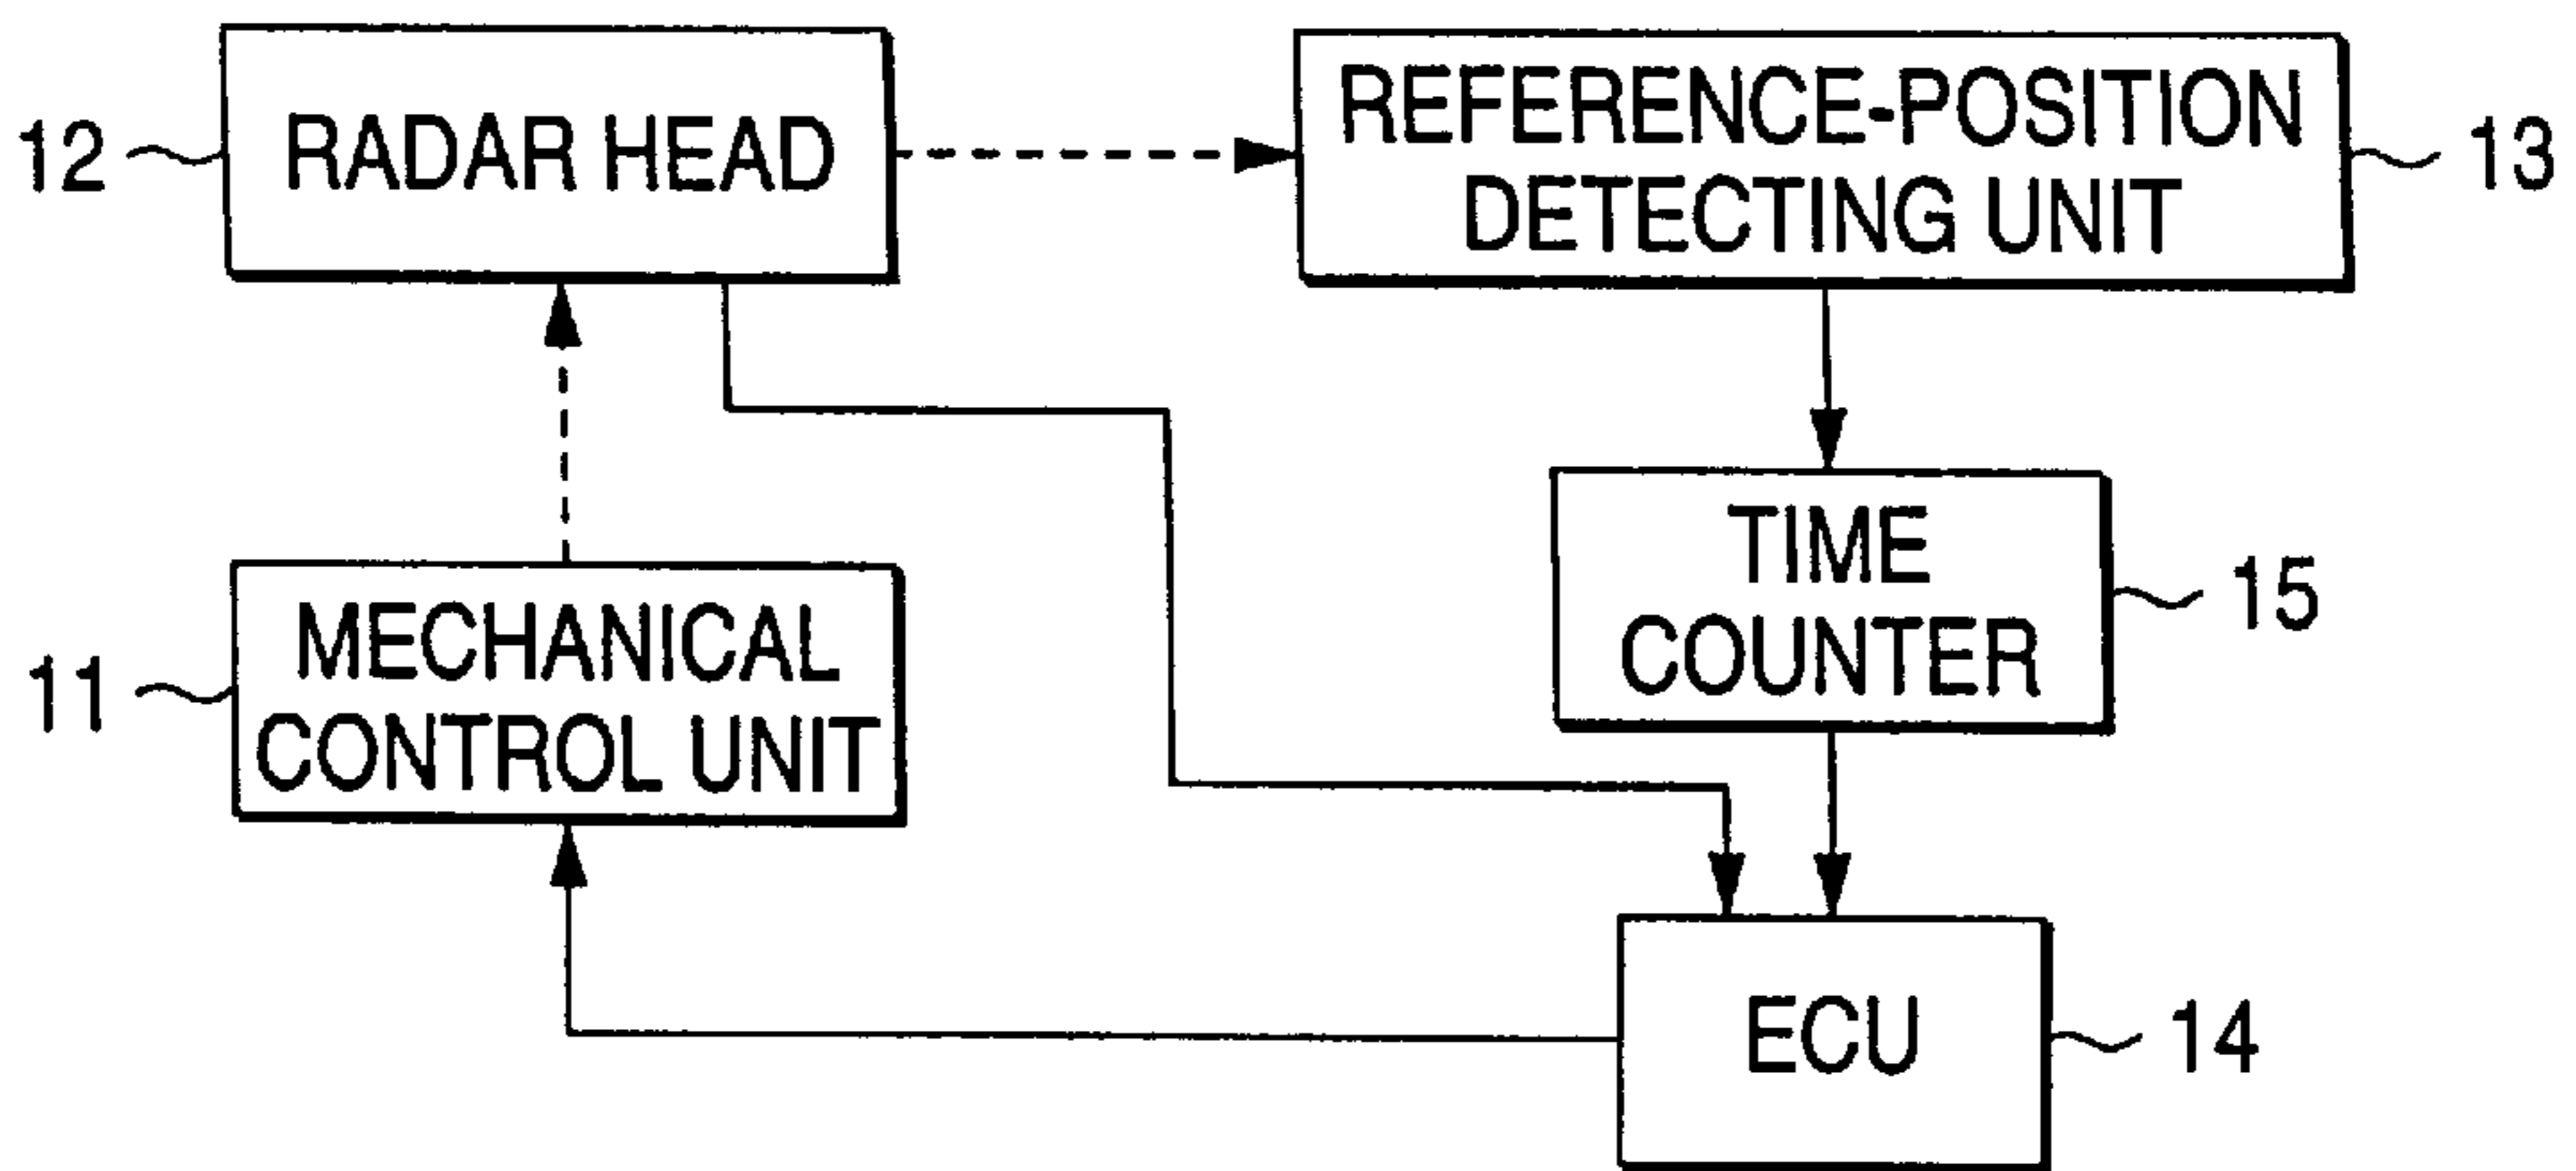 12
RADAR HEAD
REFERENCE-POSITION
DETECTING UNIT
13
TIME
COUNTER
15
11
MECHANICAL
CONTROL UNIT
ECU
14